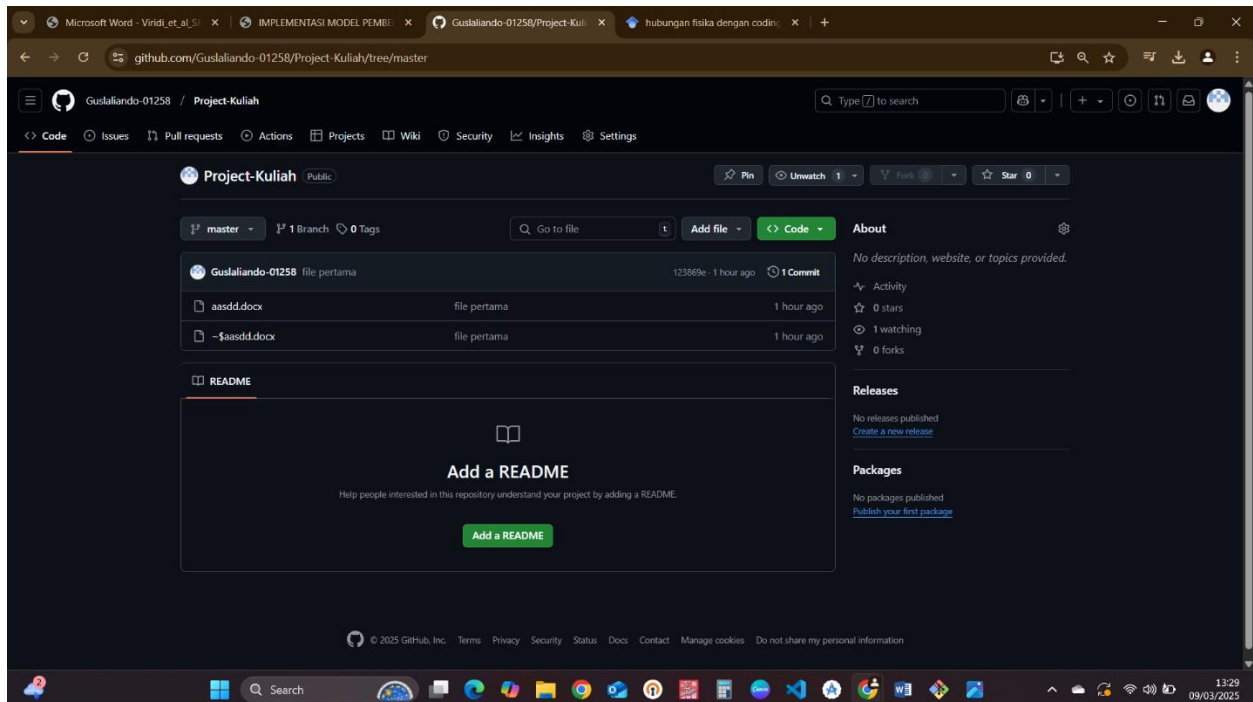 Microsoft Word - Viridi_et_al_S
IMPLEMENTASI MODEL PEMBE
Guslaliando-01258/Project-Kuli
hubungan fisika dengan coding
github.com/Guslaliando-01258/Project-Kuliah/tree/master
Guslaliando-01258 / Project-Kuliah
Type / to search
Code Issues Pull requests Actions Projects Wiki Security Insights Settings
Project-Kuliah Public
Pin Unwatch 1 Fork 0 Star 0
master 1 Branch 0 Tags
Go to file t Add file Code
About
No description, website, or topics provided.
Guslaliando-01258 file pertama 123869e · 1 hour ago 1 Commit
Activity
aasdd.docx file pertama 1 hour ago
0 stars
1 watching
~$aasdd.docx file pertama 1 hour ago
0 forks
README
Releases
No releases published
Create a new release
Add a README
Packages
Help people interested in this repository understand your project by adding a README.
No packages published
Publish your first package
Add a README
© 2025 GitHub, Inc. Terms Privacy Security Status Docs Contact Manage cookies Do not share my personal information
2
Search
13:29
09/03/2025